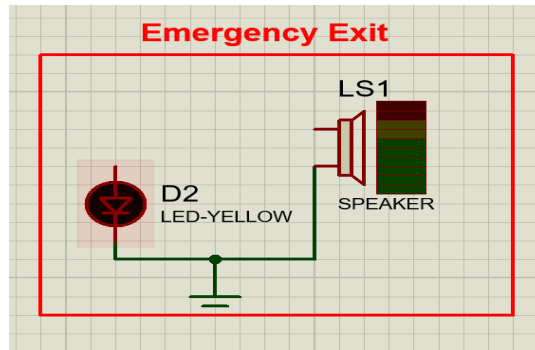 Emergency Exit
LS1
D2
LED-YELLOW
SPEAKER